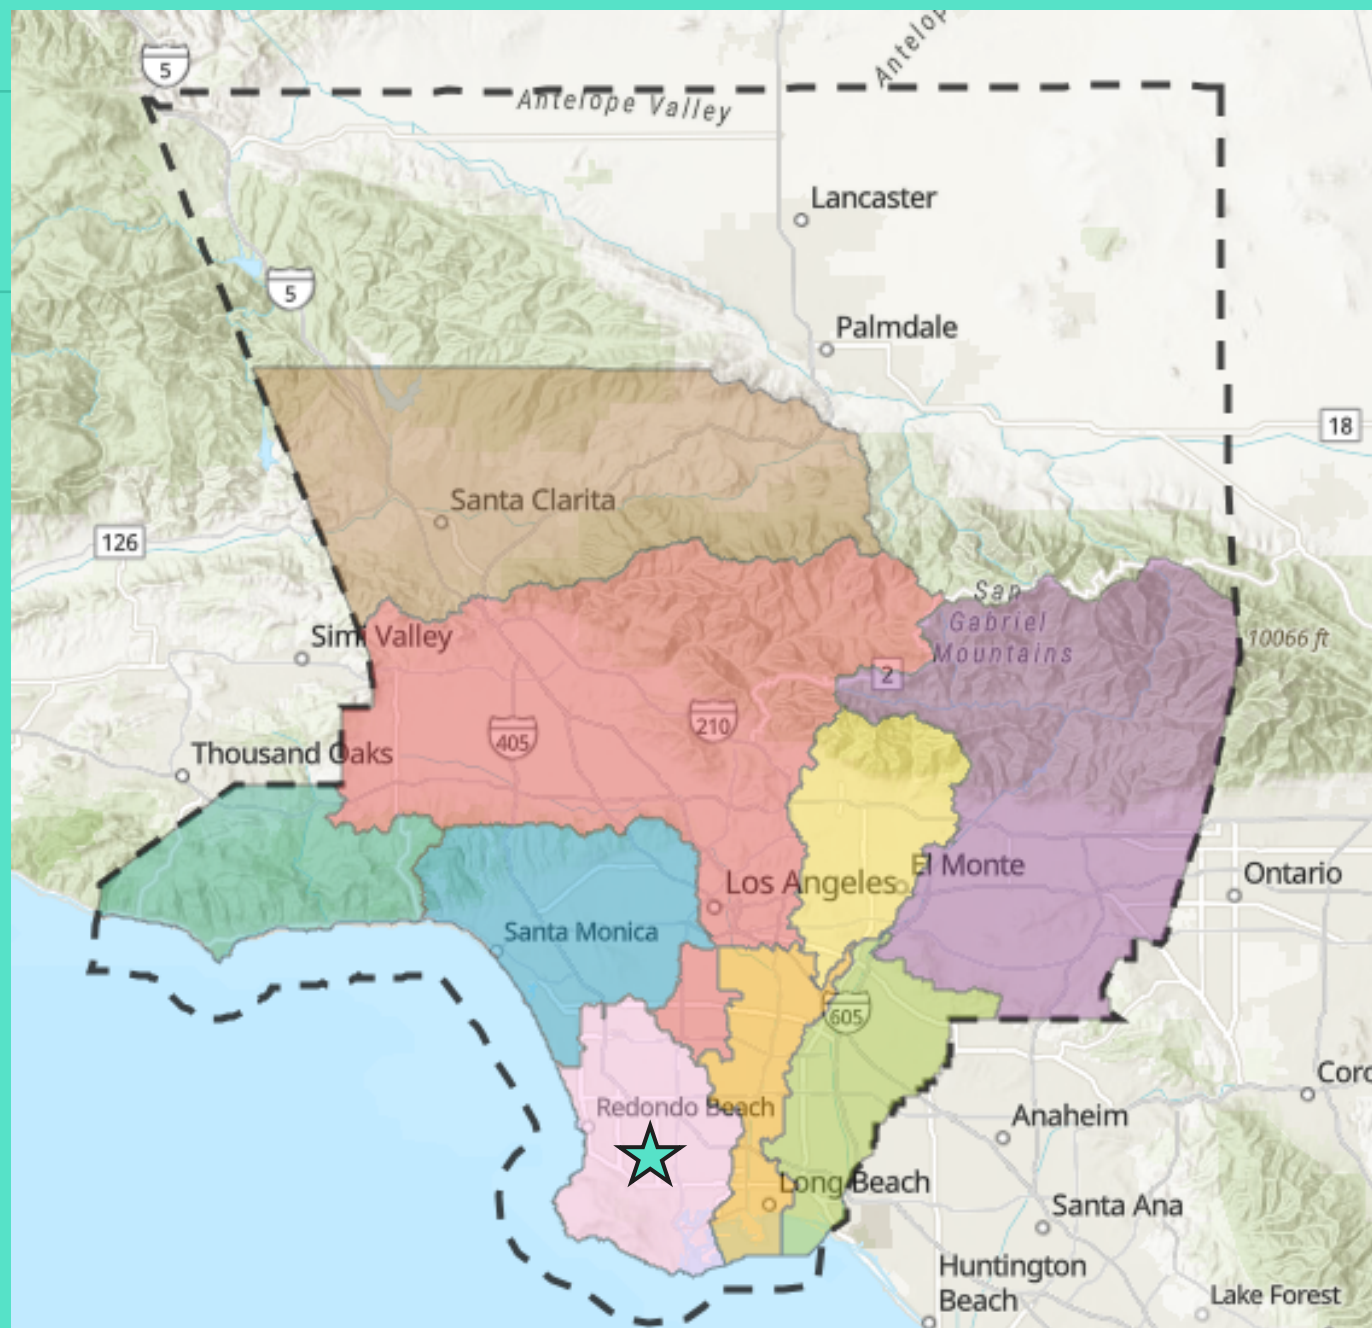 5
Antelope Valley
Antelop
Lancaster
5
Palmdale
18
Santa Clarita
126
San
Gabriel
Mountains
Simi Valley
10066 ft
2
210
405
Thousand Oaks
El Monte
Ontario
Los Angeles
Santa Monica
605
Coro
Redondo Beach
Anaheim
Long Beach
Santa Ana
Huntington
Beach
Lake Forest